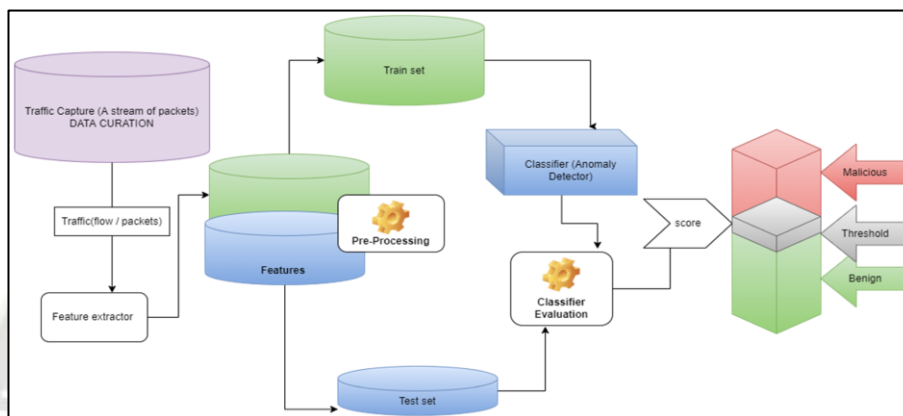 Traffic Capture (A stream of packets)
DATA CURATION
Traffic(flow / packets)
Feature extractor
Pre-Processing
Features
Train set
Test set
Classifier (Anomaly
Detector)
Classifier
Evaluation
score
Malicious
Threshold
Benign